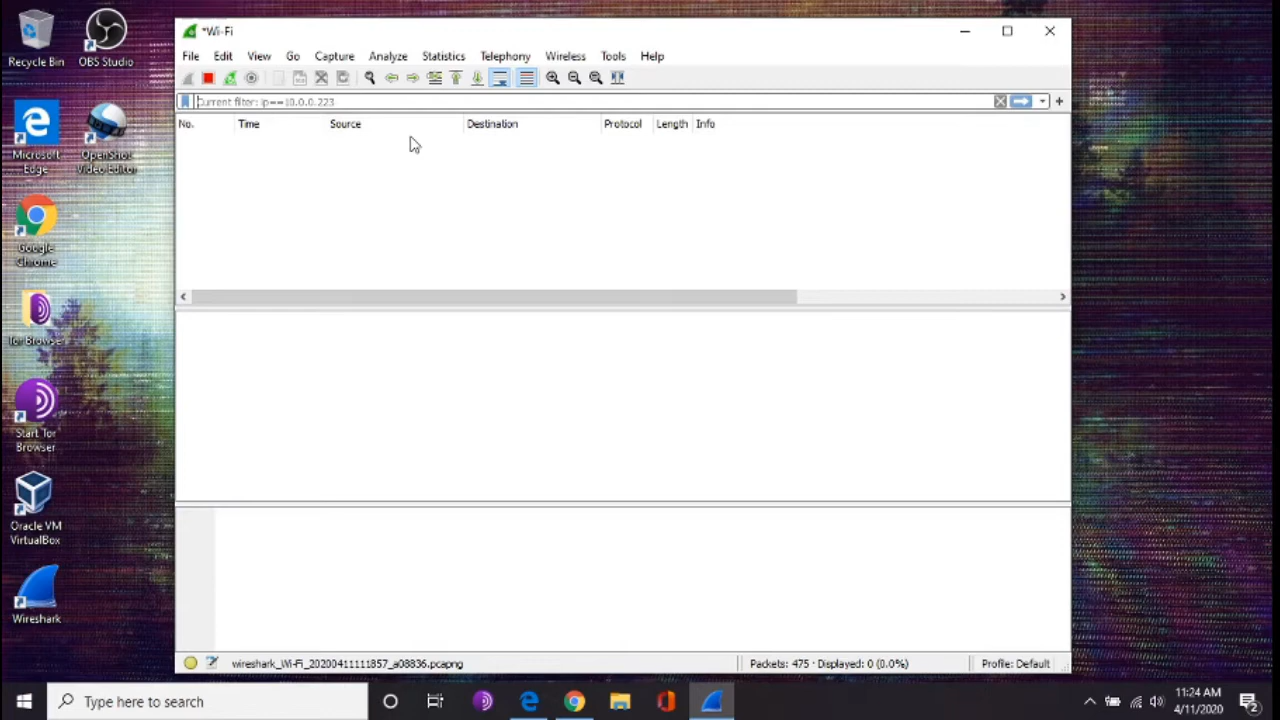 Recycle Bin
OBS Studio
Microsoft
Edge
OpenShot
Video Editor
Google
Chrome
Tor Browser
Start Tor
Browser
Oracle VM
VirtualBox
Wireshark
*Wi-Fi
File Edit View Go Capture Analyze Statistics Telephony Wireless Tools Help
Current filter: ip==10.0.0.223
No. Time Source Destination Protocol Length Info
wireshark_Wi-Fi_20200411111857_a08836.pcapng
Packets: 475 · Displayed: 0 (0.0%)
Profile: Default
Type here to search
11:24 AM
4/11/2020
2